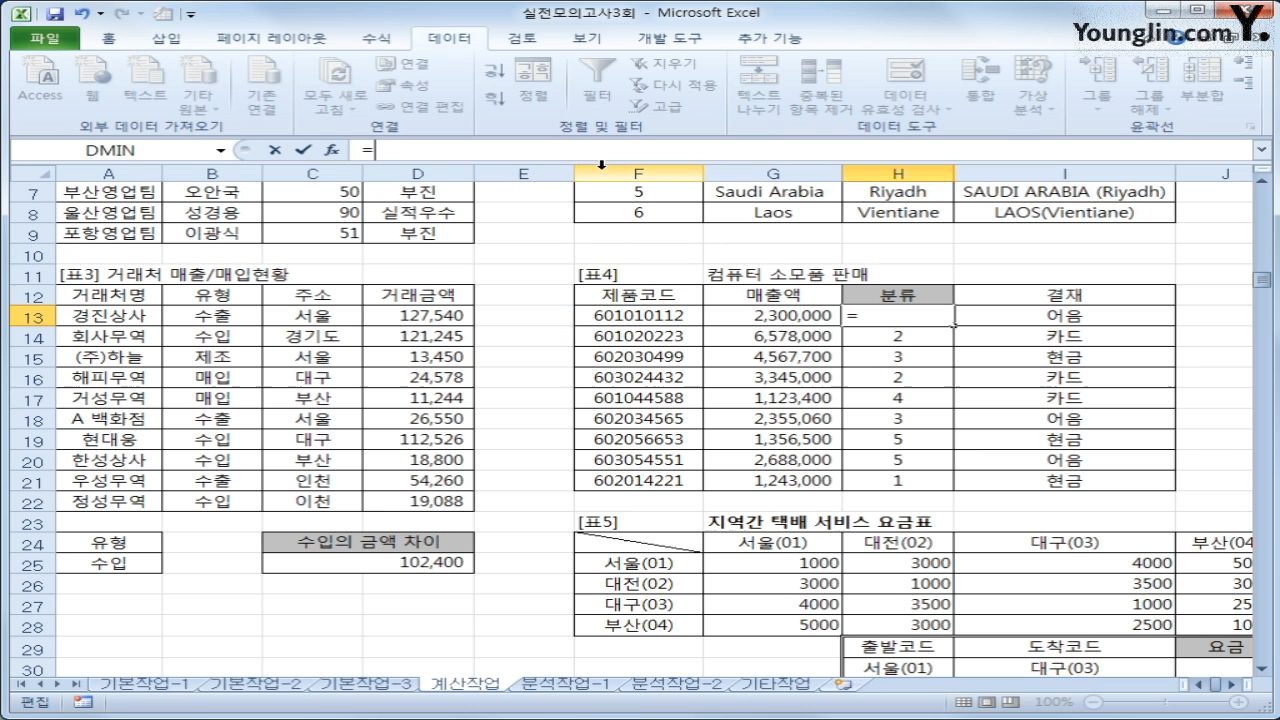 실전모의고사3회 - Microsoft Excel
Younglin.com Y.
파일 홈 삽입 페이지 레이아웃 수식 데이터 검토 보기 개발 도구 추가 기능
Access 웹 텍스트 기타 원본 기존 연결 모두 새로 고침 연결 속성 연결 편집 정렬 필터 지우기 다시 적용 고급 텍스트 나누기 중복된 항목 제거 데이터 유효성 검사 통합 가상 분석 그룹 그룹 해제 부분합
외부 데이터 가져오기 연결 정렬 및 필터 데이터 도구 윤곽선
DMIN fx =
A B C D E F G H I J
7 부산영업팀 오안국 50 부진 5 Saudi Arabia Riyadh SAUDI ARABIA (Riyadh)
8 울산영업팀 성경용 90 실적우수 6 Laos Vientiane LAOS(Vientiane)
9 포항영업팀 이광식 51 부진
10
11 [표3] 거래처 매출/매입현황 [표4] 컴퓨터 소모품 판매
12 거래처명 유형 주소 거래금액 제품코드 매출액 분류 결재
13 경진상사 수출 서울 127,540 601010112 2,300,000 = 어음
14 회사무역 수입 경기도 121,245 601020223 6,578,000 2 카드
15 (주)하늘 제조 서울 13,450 602030499 4,567,700 3 현금
16 해피무역 매입 대구 24,578 603024432 3,345,000 2 카드
17 거성무역 매입 부산 11,244 601044588 1,123,400 4 카드
18 A 백화점 수출 서울 26,550 602034565 2,355,060 3 어음
19 현대웅 수입 대구 112,526 602056653 1,356,500 5 현금
20 한성상사 수입 부산 18,800 603054551 2,688,000 5 어음
21 우성무역 수출 인천 54,260 602014221 1,243,000 1 현금
22 정성무역 수입 이천 19,088
23 [표5] 지역간 택배 서비스 요금표
24 유형 수입의 금액 차이 서울(01) 대전(02) 대구(03) 부산(04
25 수입 102,400 서울(01) 1000 3000 4000 50
26 대전(02) 3000 1000 3500 30
27 대구(03) 4000 3500 1000 25
28 부산(04) 5000 3000 2500 10
29 출발코드 도착코드 요금
30 서울(01) 대구(03)
기본작업-1 기본작업-2 기본작업-3 계산작업 분석작업-1 분석작업-2 기타작업
편집 100%